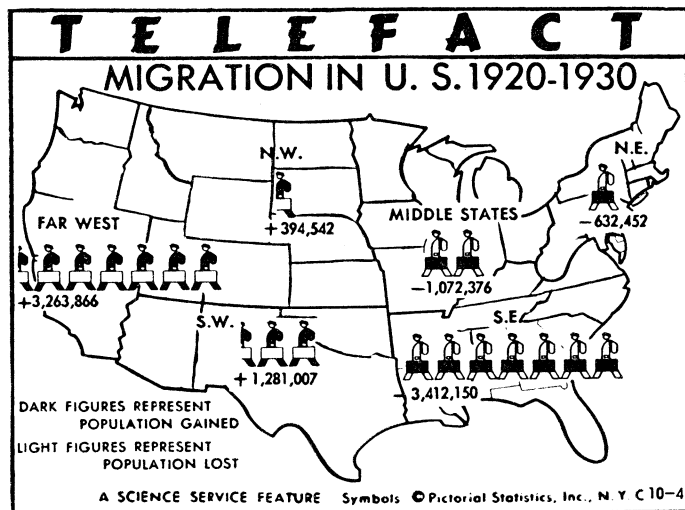 TELEFACT
MIGRATION IN U. S. 1920-1930
N.W.
+394,542
N.E.
−632,452
FAR WEST
+3,263,866
MIDDLE STATES
−1,072,376
S.W.
+1,281,007
S.E.
− 3,412,150
DARK FIGURES REPRESENT
POPULATION GAINED
LIGHT FIGURES REPRESENT
POPULATION LOST
A SCIENCE SERVICE FEATURE Symbols © Pictorial Statistics, Inc., N. Y. C 10-4